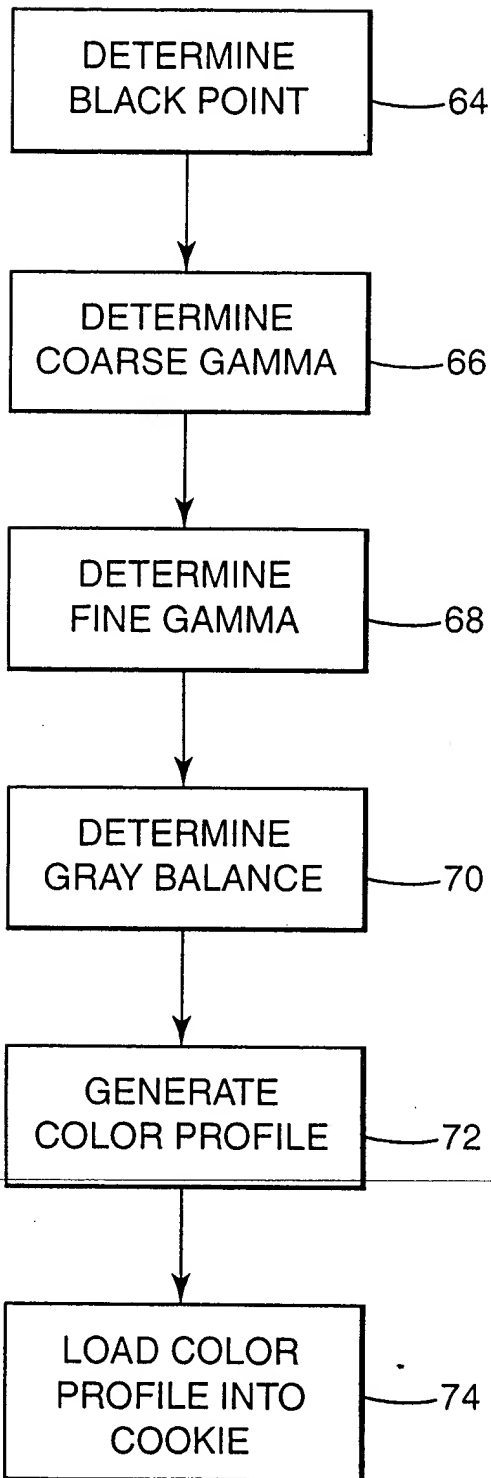 DETERMINE
BLACK POINT
64
DETERMINE
COARSE GAMMA
66
DETERMINE
FINE GAMMA
68
DETERMINE
GRAY BALANCE
70
GENERATE
COLOR PROFILE
72
LOAD COLOR
PROFILE INTO
COOKIE
74